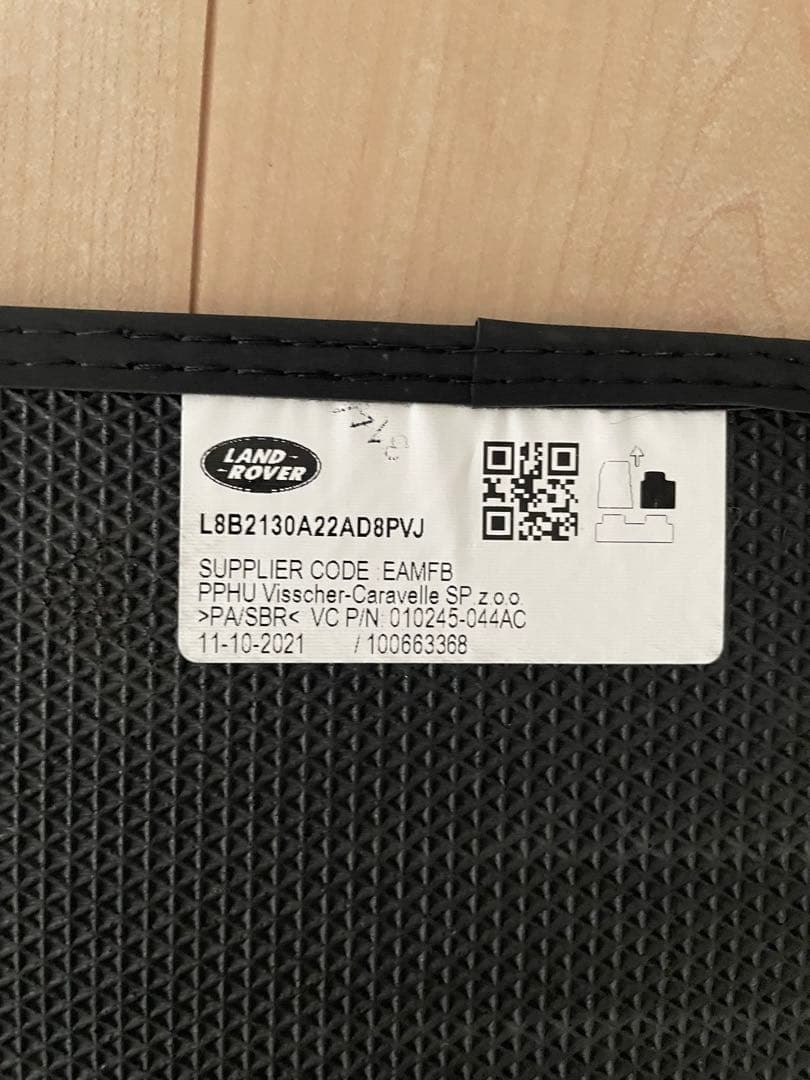 LAND
ROVER
L8B2130A22AD8PVJ
SUPPLIER CODE :EAMFB
PPHU Visscher-Caravelle SP.z.o.o.
>PA/SBR< VC P/N: 010245-044AC
11-10-2021 / 100663368